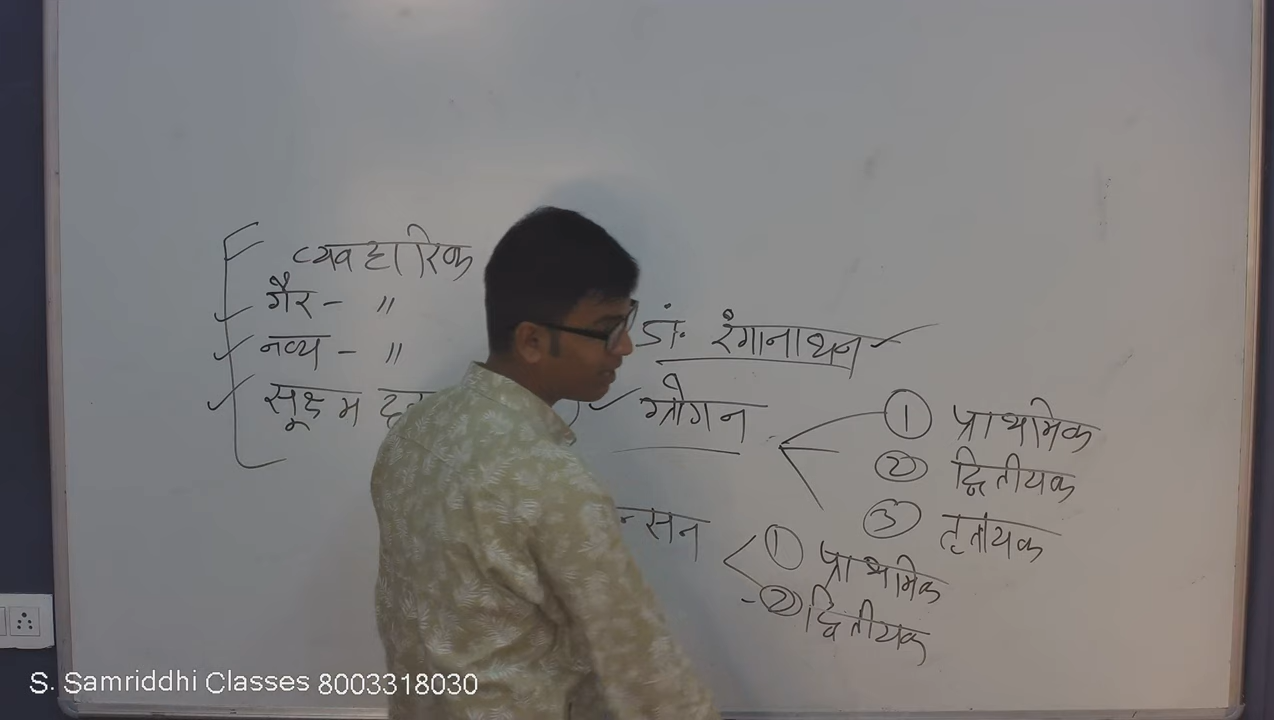 व्यवहारिक
गैर - "
नव्य - "
सूक्ष्म
डां. रंगानाथन
ग्रोगन
① प्राथमिक
② द्वितीयक
③ तृतीयक
सन
① प्राथमिक
② द्वितीयक
S. Samriddhi Classes 8003318030